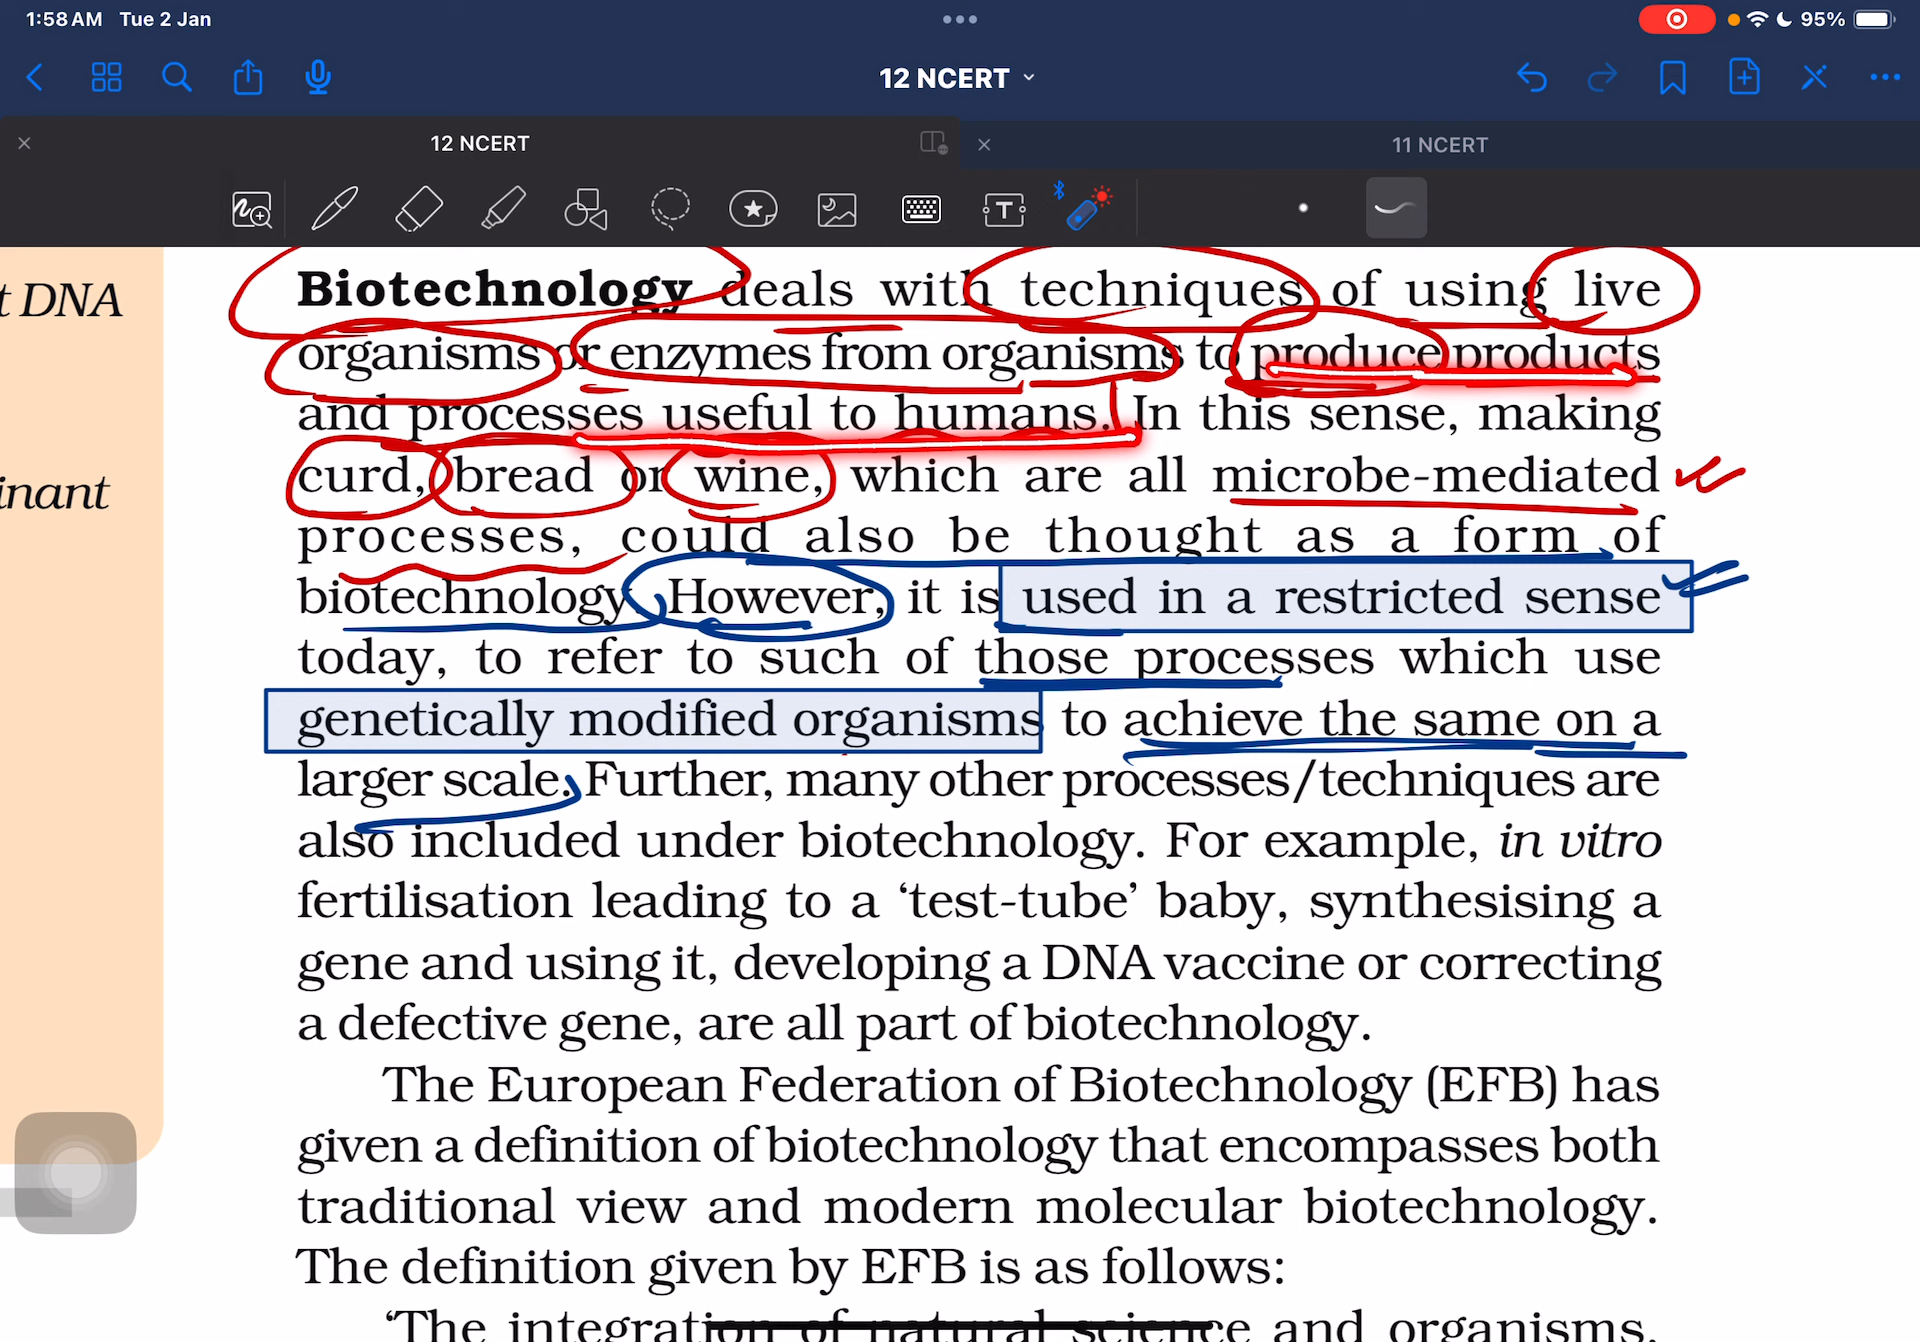 1:58 AM Tue 2 Jan
95%
12 NCERT
12 NCERT
11 NCERT
t DNA
inant
Biotechnology deals with techniques of using live
organisms or enzymes from organisms to produce products
and processes useful to humans. In this sense, making
curd, bread or wine, which are all microbe-mediated
processes, could also be thought as a form of
biotechnology. However, it is used in a restricted sense
today, to refer to such of those processes which use
genetically modified organisms to achieve the same on a
larger scale. Further, many other processes/techniques are
also included under biotechnology. For example, in vitro
fertilisation leading to a ‘test-tube’ baby, synthesising a
gene and using it, developing a DNA vaccine or correcting
a defective gene, are all part of biotechnology.
The European Federation of Biotechnology (EFB) has
given a definition of biotechnology that encompasses both
traditional view and modern molecular biotechnology.
The definition given by EFB is as follows:
‘The integration of natural science and organisms,